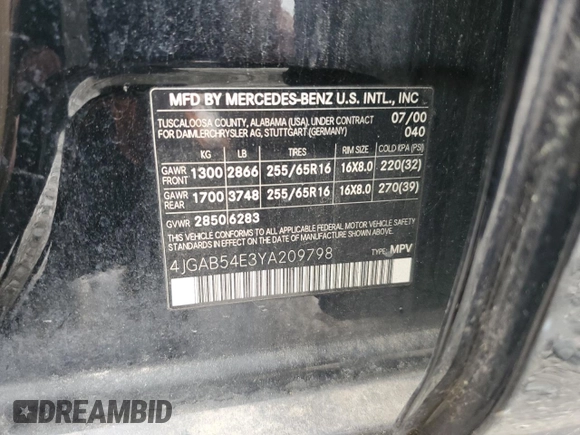 MFD BY MERCEDES-BENZ U.S. INTL., INC
TUSCALOOSA COUNTY, ALABAMA (USA), UNDER CONTRACT 07/00
FOR DAIMLERCHRYSLER AG, STUTTGART (GERMANY) 040
KG LB TIRES RIM SIZE COLD KPA (PSI)
GAWR FRONT 1300 2866 255/65R16 16X8.0 220(32)
GAWR REAR 1700 3748 255/65R16 16X8.0 270(39)
GVWR 2850 6283
THIS VEHICLE CONFORMS TO ALL APPLICABLE FEDERAL MOTOR VEHICLE SAFETY STANDARDS IN EFFECT ON THE DATE OF MANUFACTURE SHOWN ABOVE.
4JGAB54E3YA209798 TYPE: MPV
DREAMBID